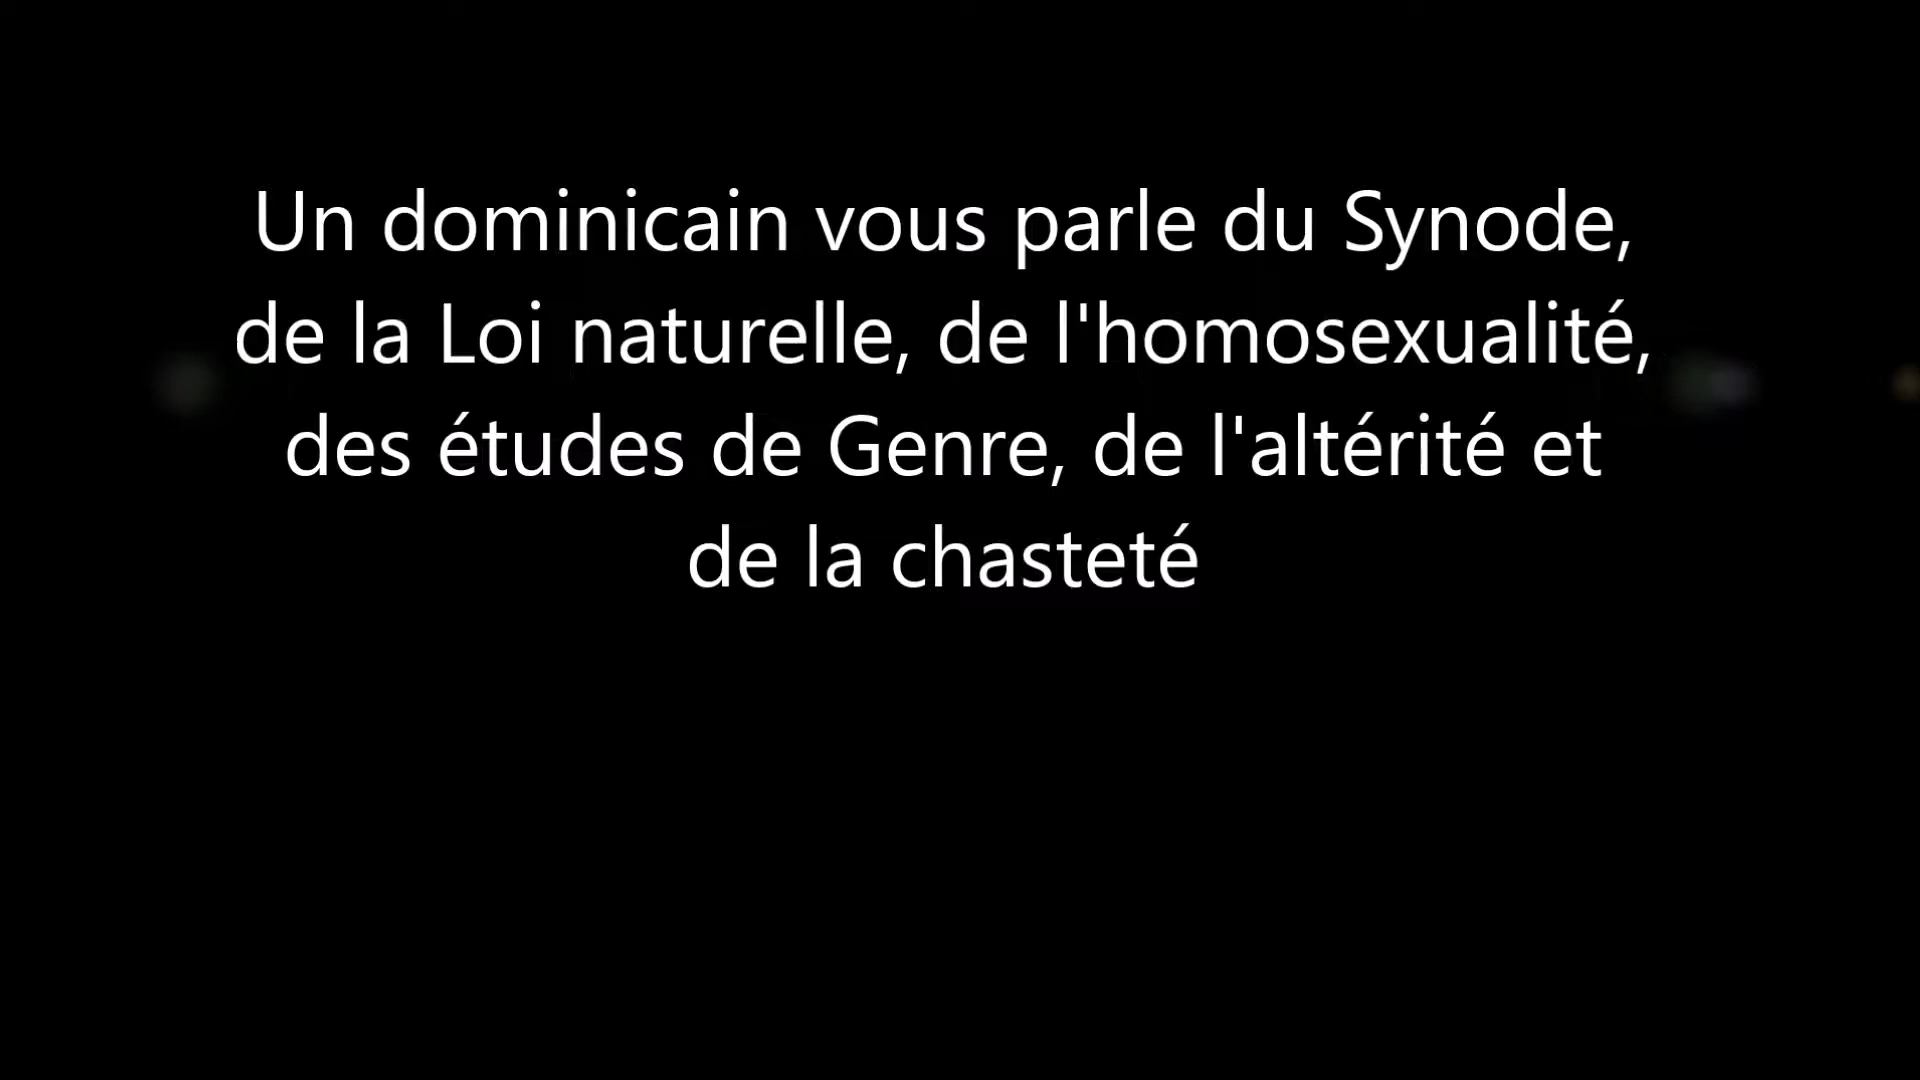 Un dominicain vous parle du Synode,
de la Loi naturelle, de l'homosexualité,
des études de Genre, de l'altérité et
de la chasteté